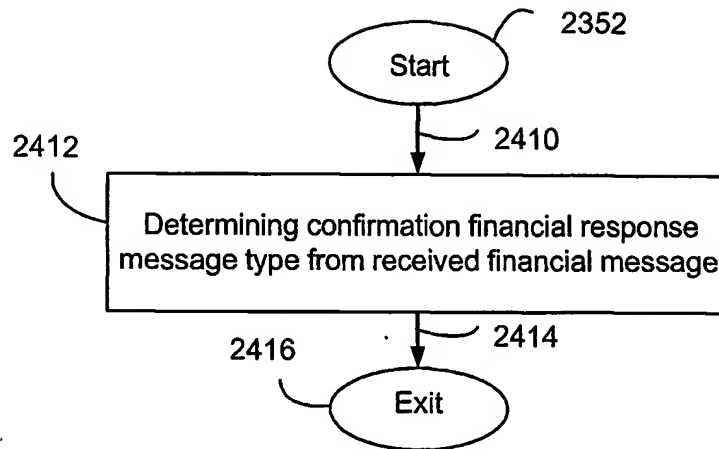 2352
Start
2410
2412
Determining confirmation financial response
message type from received financial message
2414
2416
Exit